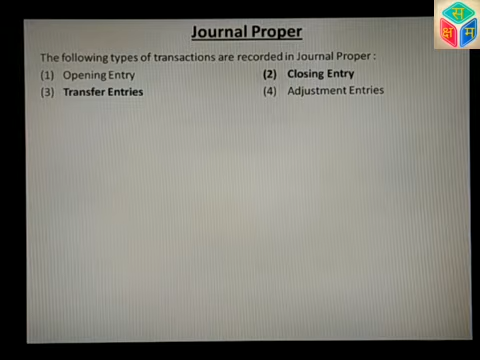 Journal Proper
The following types of transactions are recorded in Journal Proper :
(1) Opening Entry (2) Closing Entry
(3) Transfer Entries (4) Adjustment Entries
स
क्ष म